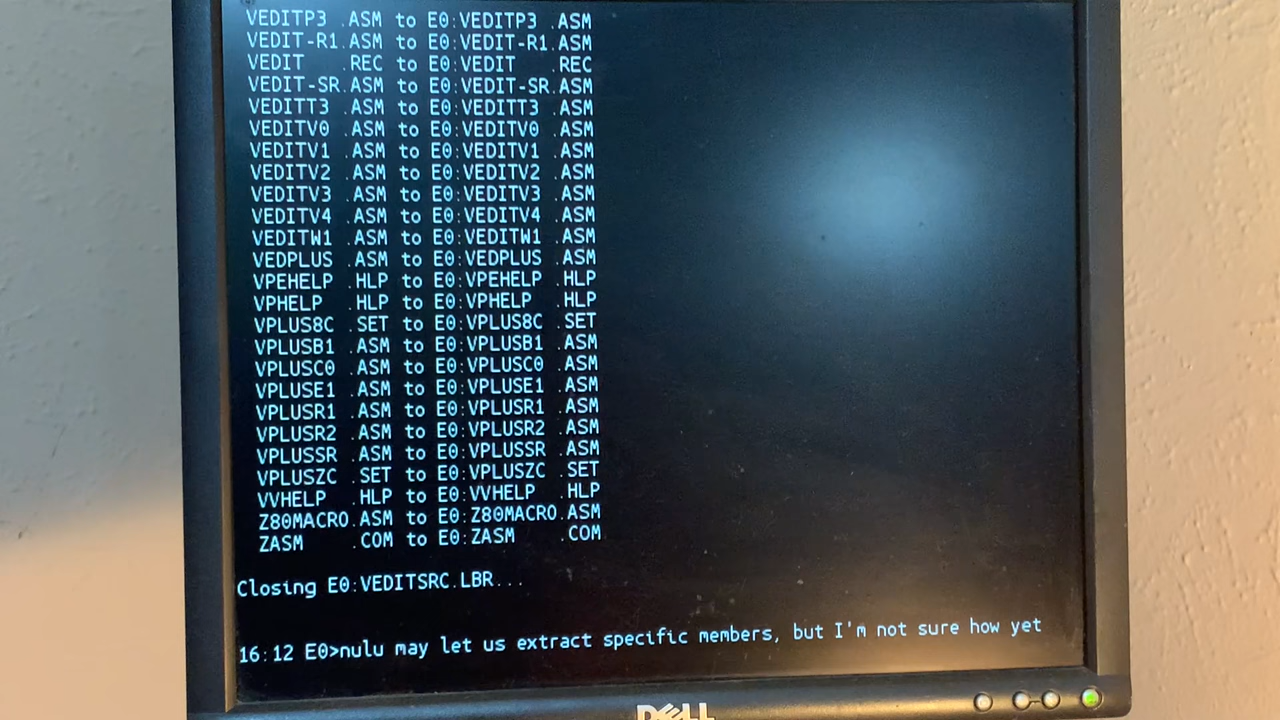 VEDITP3 .ASM to E0:VEDITP3 .ASM
VEDIT-R1.ASM to E0:VEDIT-R1.ASM
VEDIT   .REC to E0:VEDIT   .REC
VEDIT-SR.ASM to E0:VEDIT-SR.ASM
VEDITT3 .ASM to E0:VEDITT3 .ASM
VEDITV0 .ASM to E0:VEDITV0 .ASM
VEDITV1 .ASM to E0:VEDITV1 .ASM
VEDITV2 .ASM to E0:VEDITV2 .ASM
VEDITV3 .ASM to E0:VEDITV3 .ASM
VEDITV4 .ASM to E0:VEDITV4 .ASM
VEDITW1 .ASM to E0:VEDITW1 .ASM
VEDPLUS .ASM to E0:VEDPLUS .ASM
VPEHELP .HLP to E0:VPEHELP .HLP
VPHELP  .HLP to E0:VPHELP  .HLP
VPLUS8C .SET to E0:VPLUS8C .SET
VPLUSB1 .ASM to E0:VPLUSB1 .ASM
VPLUSC0 .ASM to E0:VPLUSC0 .ASM
VPLUSE1 .ASM to E0:VPLUSE1 .ASM
VPLUSR1 .ASM to E0:VPLUSR1 .ASM
VPLUSR2 .ASM to E0:VPLUSR2 .ASM
VPLUSSR .ASM to E0:VPLUSSR .ASM
VPLUSZC .SET to E0:VPLUSZC .SET
VVHELP  .HLP to E0:VVHELP  .HLP
Z80MACRO.ASM to E0:Z80MACRO.ASM
ZASM    .COM to E0:ZASM    .COM
Closing E0:VEDITSRC.LBR...
16:12 E0>nulu may let us extract specific members, but I'm not sure how yet
DELL